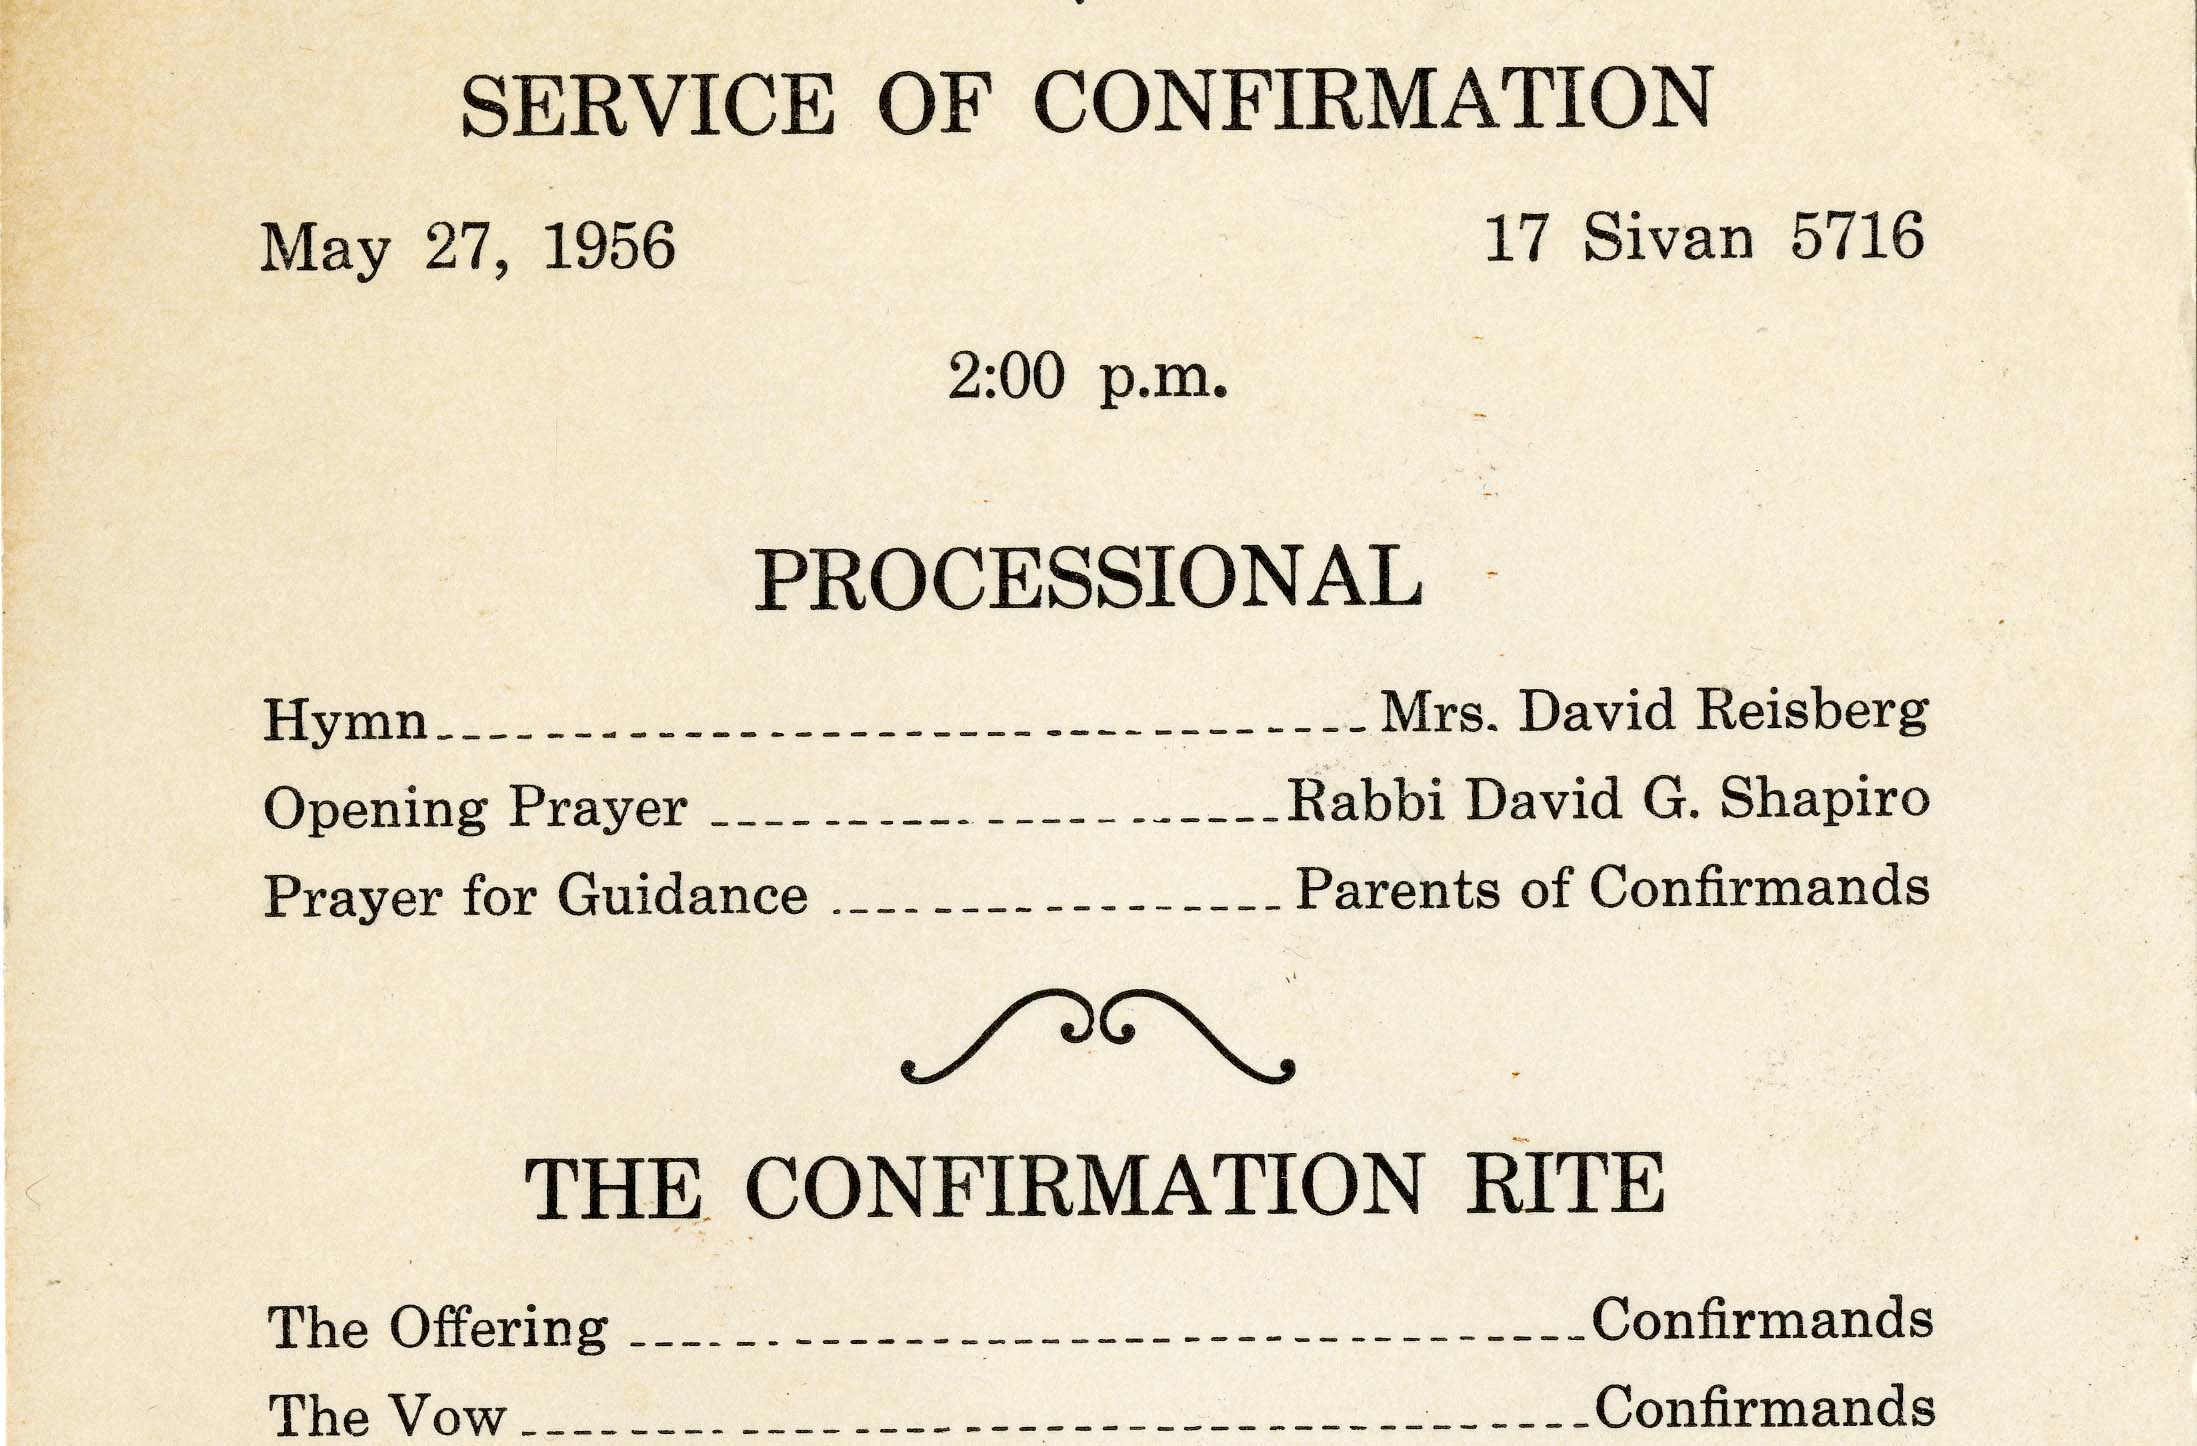 SERVICE OF CONFIRMATION
May 27, 1956 17 Sivan 5716
2:00 p.m.
PROCESSIONAL
Hymn Mrs. David Reisberg
Opening Prayer Rabbi David G. Shapiro
Prayer for Guidance Parents of Confirmands
THE CONFIRMATION RITE
The Offering Confirmands
The Vow Confirmands